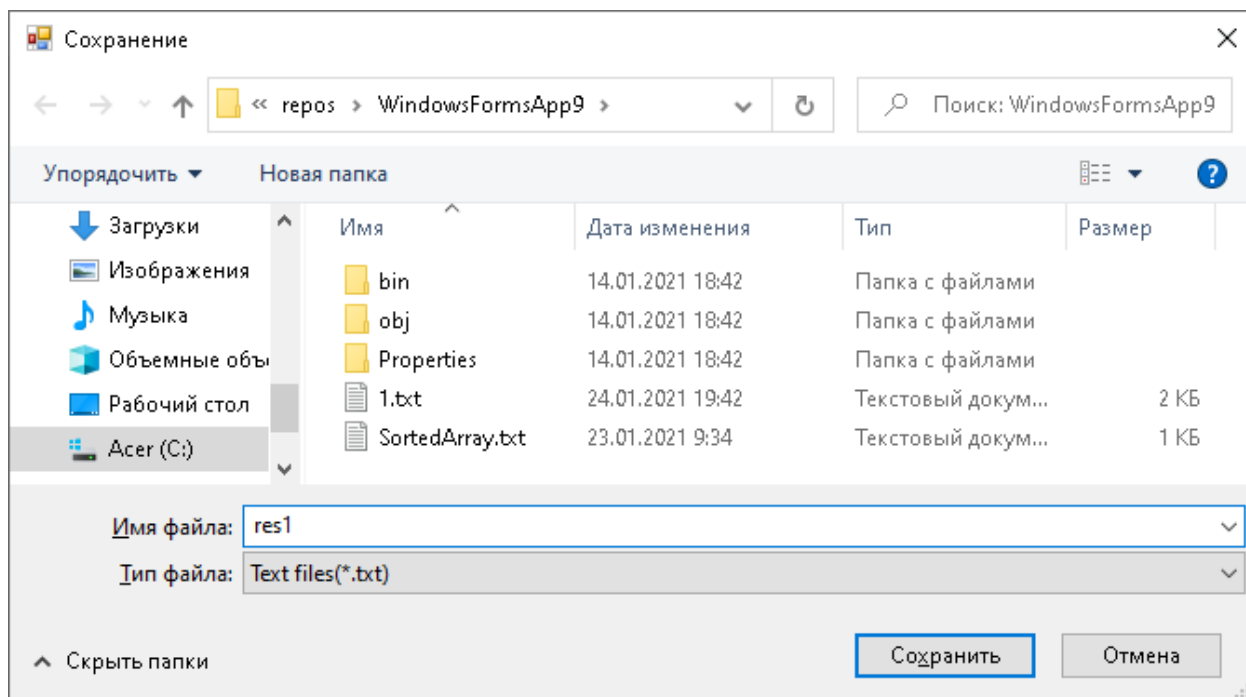 Сохранение
« repos › WindowsFormsApp9 ›
Поиск: WindowsFormsApp9
Упорядочить
Новая папка
?
Загрузки
Изображения
Музыка
Объемные объ
Рабочий стол
Acer (C:)
Имя Дата изменения Тип Размер
bin 14.01.2021 18:42 Папка с файлами
obj 14.01.2021 18:42 Папка с файлами
Properties 14.01.2021 18:42 Папка с файлами
1.txt 24.01.2021 19:42 Текстовый докум... 2 КБ
SortedArray.txt 23.01.2021 9:34 Текстовый докум... 1 КБ
Имя файла: res1
Тип файла: Text files(*.txt)
Скрыть папки
Сохранить
Отмена